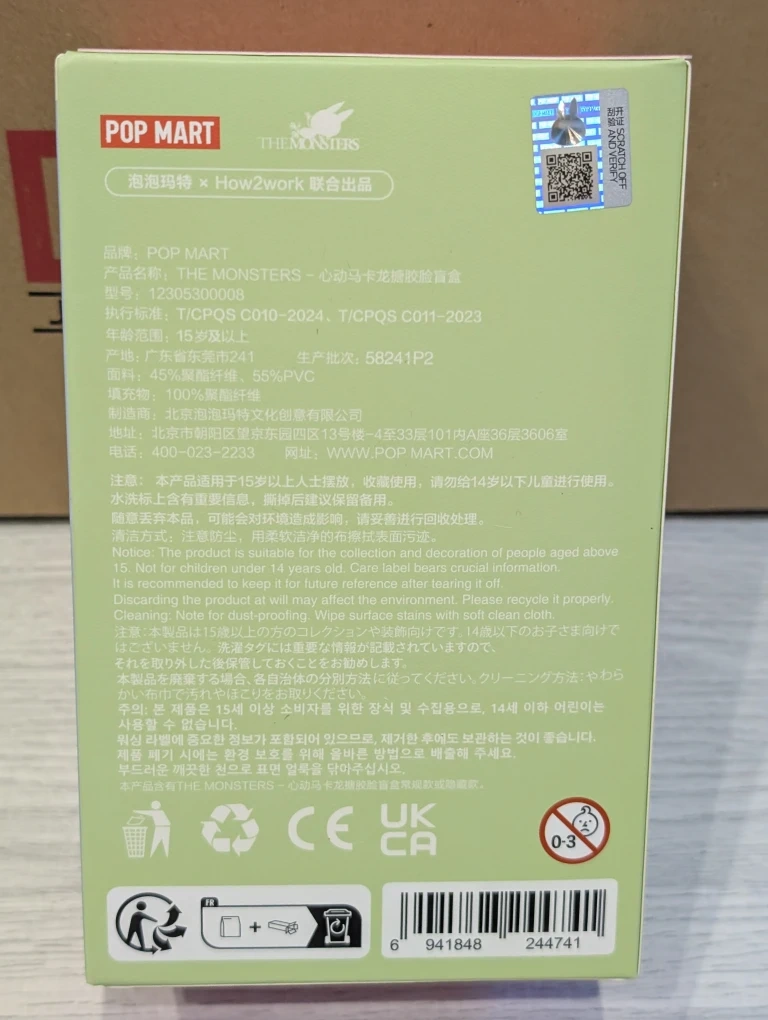 POP MART
THE MONSTERS
开证 SCRATCH OFF
刮验 AND VERIFY
泡泡玛特 × How2work 联合出品
品牌：POP MART
产品名称：THE MONSTERS - 心动马卡龙搪胶脸盲盒
型号：12305300008
执行标准：T/CPQS C010-2024、T/CPQS C011-2023
年龄范围：15岁及以上
产地：广东省东莞市241 生产批次：58241P2
面料：45%聚酯纤维、55%PVC
填充物：100%聚酯纤维
制造商：北京泡泡玛特文化创意有限公司
地址：北京市朝阳区望京东园四区13号楼-4至33层101内A座36层3606室
电话：400-023-2233 网址：WWW.POP MART.COM
注意：本产品适用于15岁以上人士摆放，收藏使用，请勿给14岁以下儿童进行使用。
水洗标上含有重要信息，撕掉后建议保留备用。
随意丢弃本品，可能会对环境造成影响，请妥善进行回收处理。
清洁方式：注意防尘，用柔软洁净的布擦拭表面污迹。
Notice: The product is suitable for the collection and decoration of people aged above
15. Not for children under 14 years old. Care label bears crucial information.
It is recommended to keep it for future reference after tearing it off.
Discarding the product at will may affect the environment. Please recycle it properly.
Cleaning: Note for dust-proofing. Wipe surface stains with soft clean cloth.
注意：本製品は15歳以上の方のコレクションや装飾向けです。14歳以下のお子さま向けで
はございません。洗濯タグには重要な情報が記載されていますので、
それを取り外した後保管しておくことをお勧めします。
本製品を廃棄する場合、各自治体の分別方法に従ってください。クリーニング方法：やわら
かい布巾で汚れやほこりをお取りください。
주의: 본 제품은 15세 이상 소비자를 위한 장식 및 수집용으로, 14세 이하 어린이는
사용할 수 없습니다.
워싱 라벨에 중요한 정보가 포함되어 있으므로, 제거한 후에도 보관하는 것이 좋습니다.
제품 폐기 시에는 환경 보호를 위해 올바른 방법으로 배출해 주세요.
부드러운 깨끗한 천으로 표면 얼룩을 닦아주십시오.
本产品含有THE MONSTERS - 心动马卡龙搪胶脸盲盒常规款或隐藏款。
CE
UK
CA
0-3
FR
+
6 941848 244741